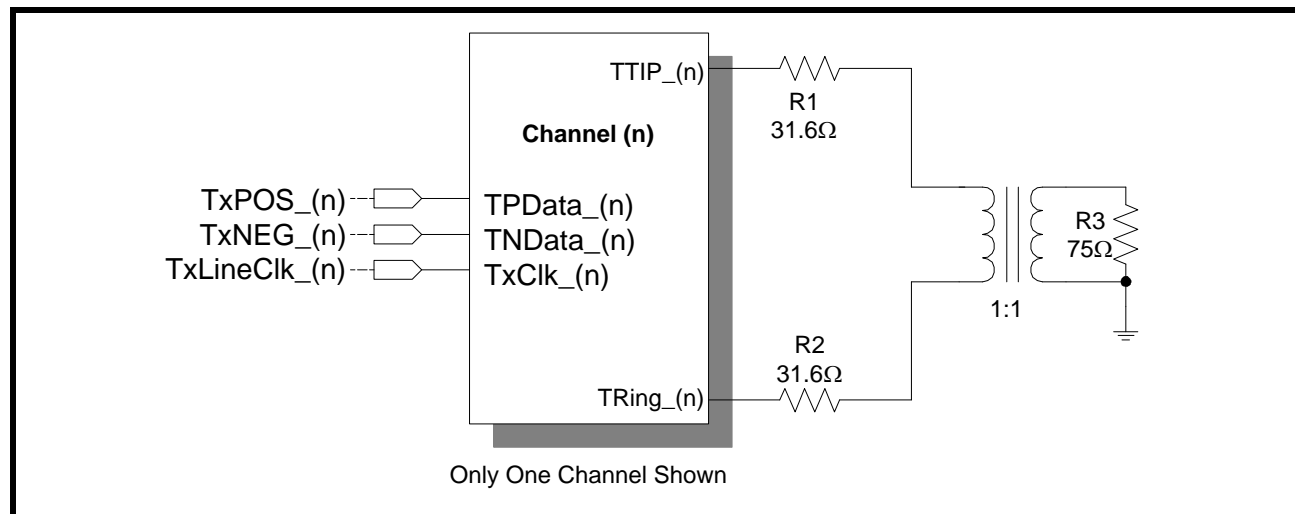 TTIP_(n)
R1
31.6Ω
Channel (n)
TxPOS_(n)
TPData_(n)
TxNEG_(n)
TNData_(n)
TxLineClk_(n)
TxClk_(n)
R3
75Ω
1:1
R2
31.6Ω
TRing_(n)
Only One Channel Shown